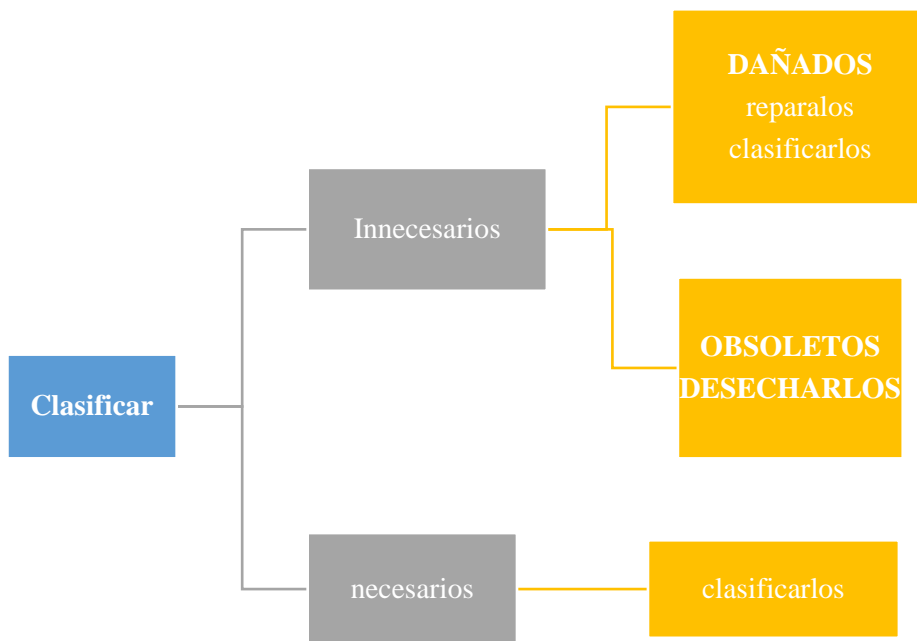 DAÑADOS
reparalos
clasificarlos
Innecesarios
OBSOLETOS
DESECHARLOS
Clasificar
necesarios
clasificarlos